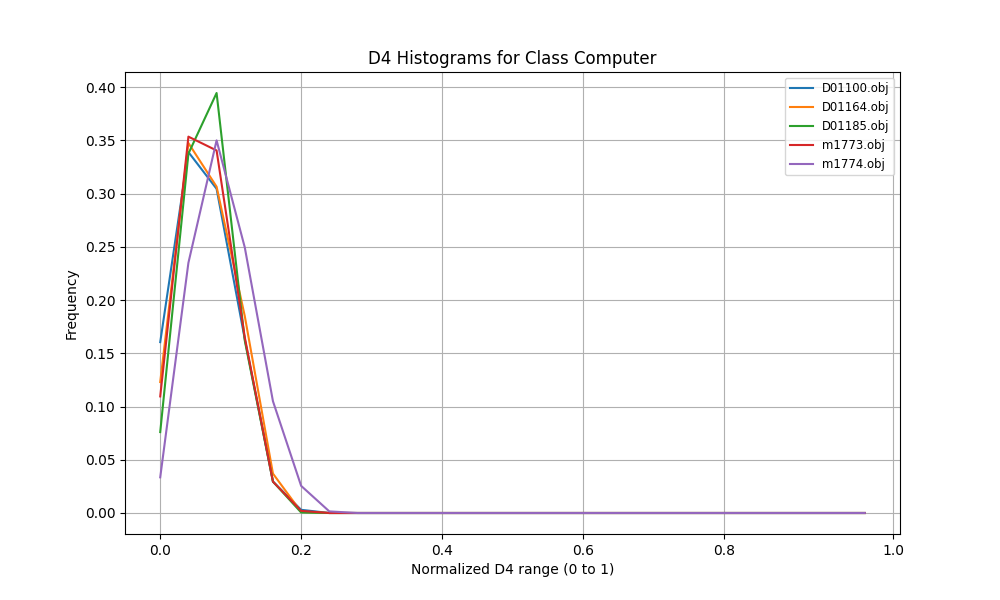 D4 Histograms for Class Computer
Frequency
0.40
0.35
0.30
0.25
0.20
0.15
0.10
0.05
0.00
D01100.obj
D01164.obj
D01185.obj
m1773.obj
m1774.obj
0.0 0.2 0.4 0.6 0.8 1.0
Normalized D4 range (0 to 1)